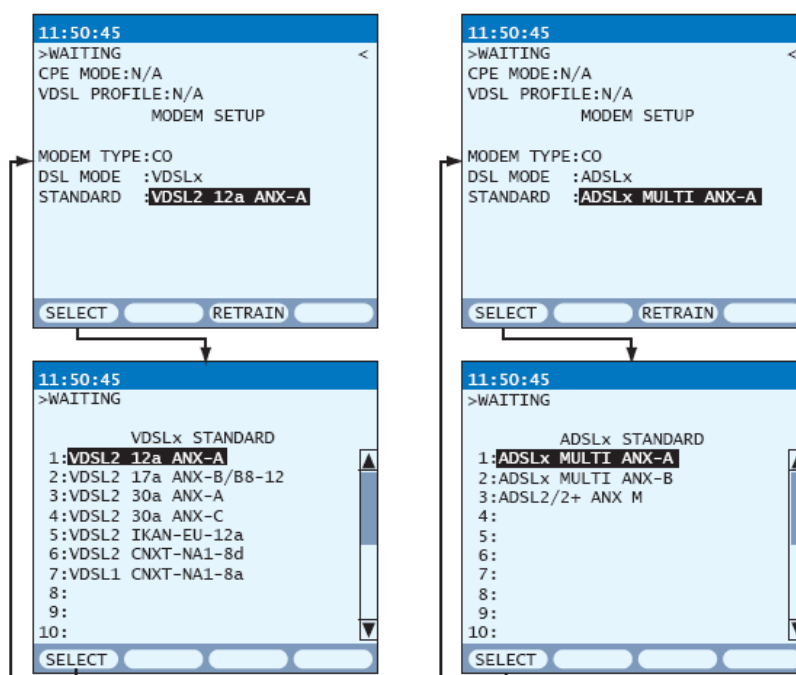 11:50:45
>WAITING <
CPE MODE:N/A
VDSL PROFILE:N/A
MODEM SETUP
MODEM TYPE:CO
DSL MODE :VDSLx
STANDARD :VDSL2 12a ANX-A
SELECT RETRAIN
11:50:45
>WAITING
VDSLx STANDARD
1:VDSL2 12a ANX-A
2:VDSL2 17a ANX-B/B8-12
3:VDSL2 30a ANX-A
4:VDSL2 30a ANX-C
5:VDSL2 IKAN-EU-12a
6:VDSL2 CNXT-NA1-8d
7:VDSL1 CNXT-NA1-8a
8:
9:
10:
SELECT
11:50:45
>WAITING <
CPE MODE:N/A
VDSL PROFILE:N/A
MODEM SETUP
MODEM TYPE:CO
DSL MODE :ADSLx
STANDARD :ADSLx MULTI ANX-A
SELECT RETRAIN
11:50:45
>WAITING
ADSLx STANDARD
1:ADSLx MULTI ANX-A
2:ADSLx MULTI ANX-B
3:ADSL2/2+ ANX M
4:
5:
6:
7:
8:
9:
10:
SELECT